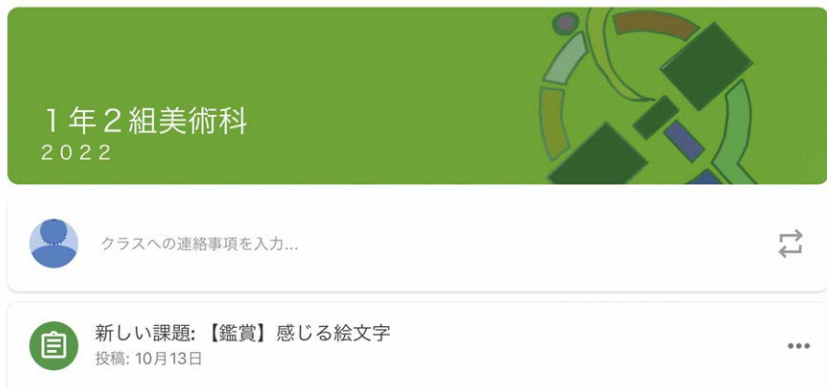 １年２組美術科
２０２２
クラスへの連絡事項を入力...
新しい課題:【鑑賞】感じる絵文字
投稿: 10月13日